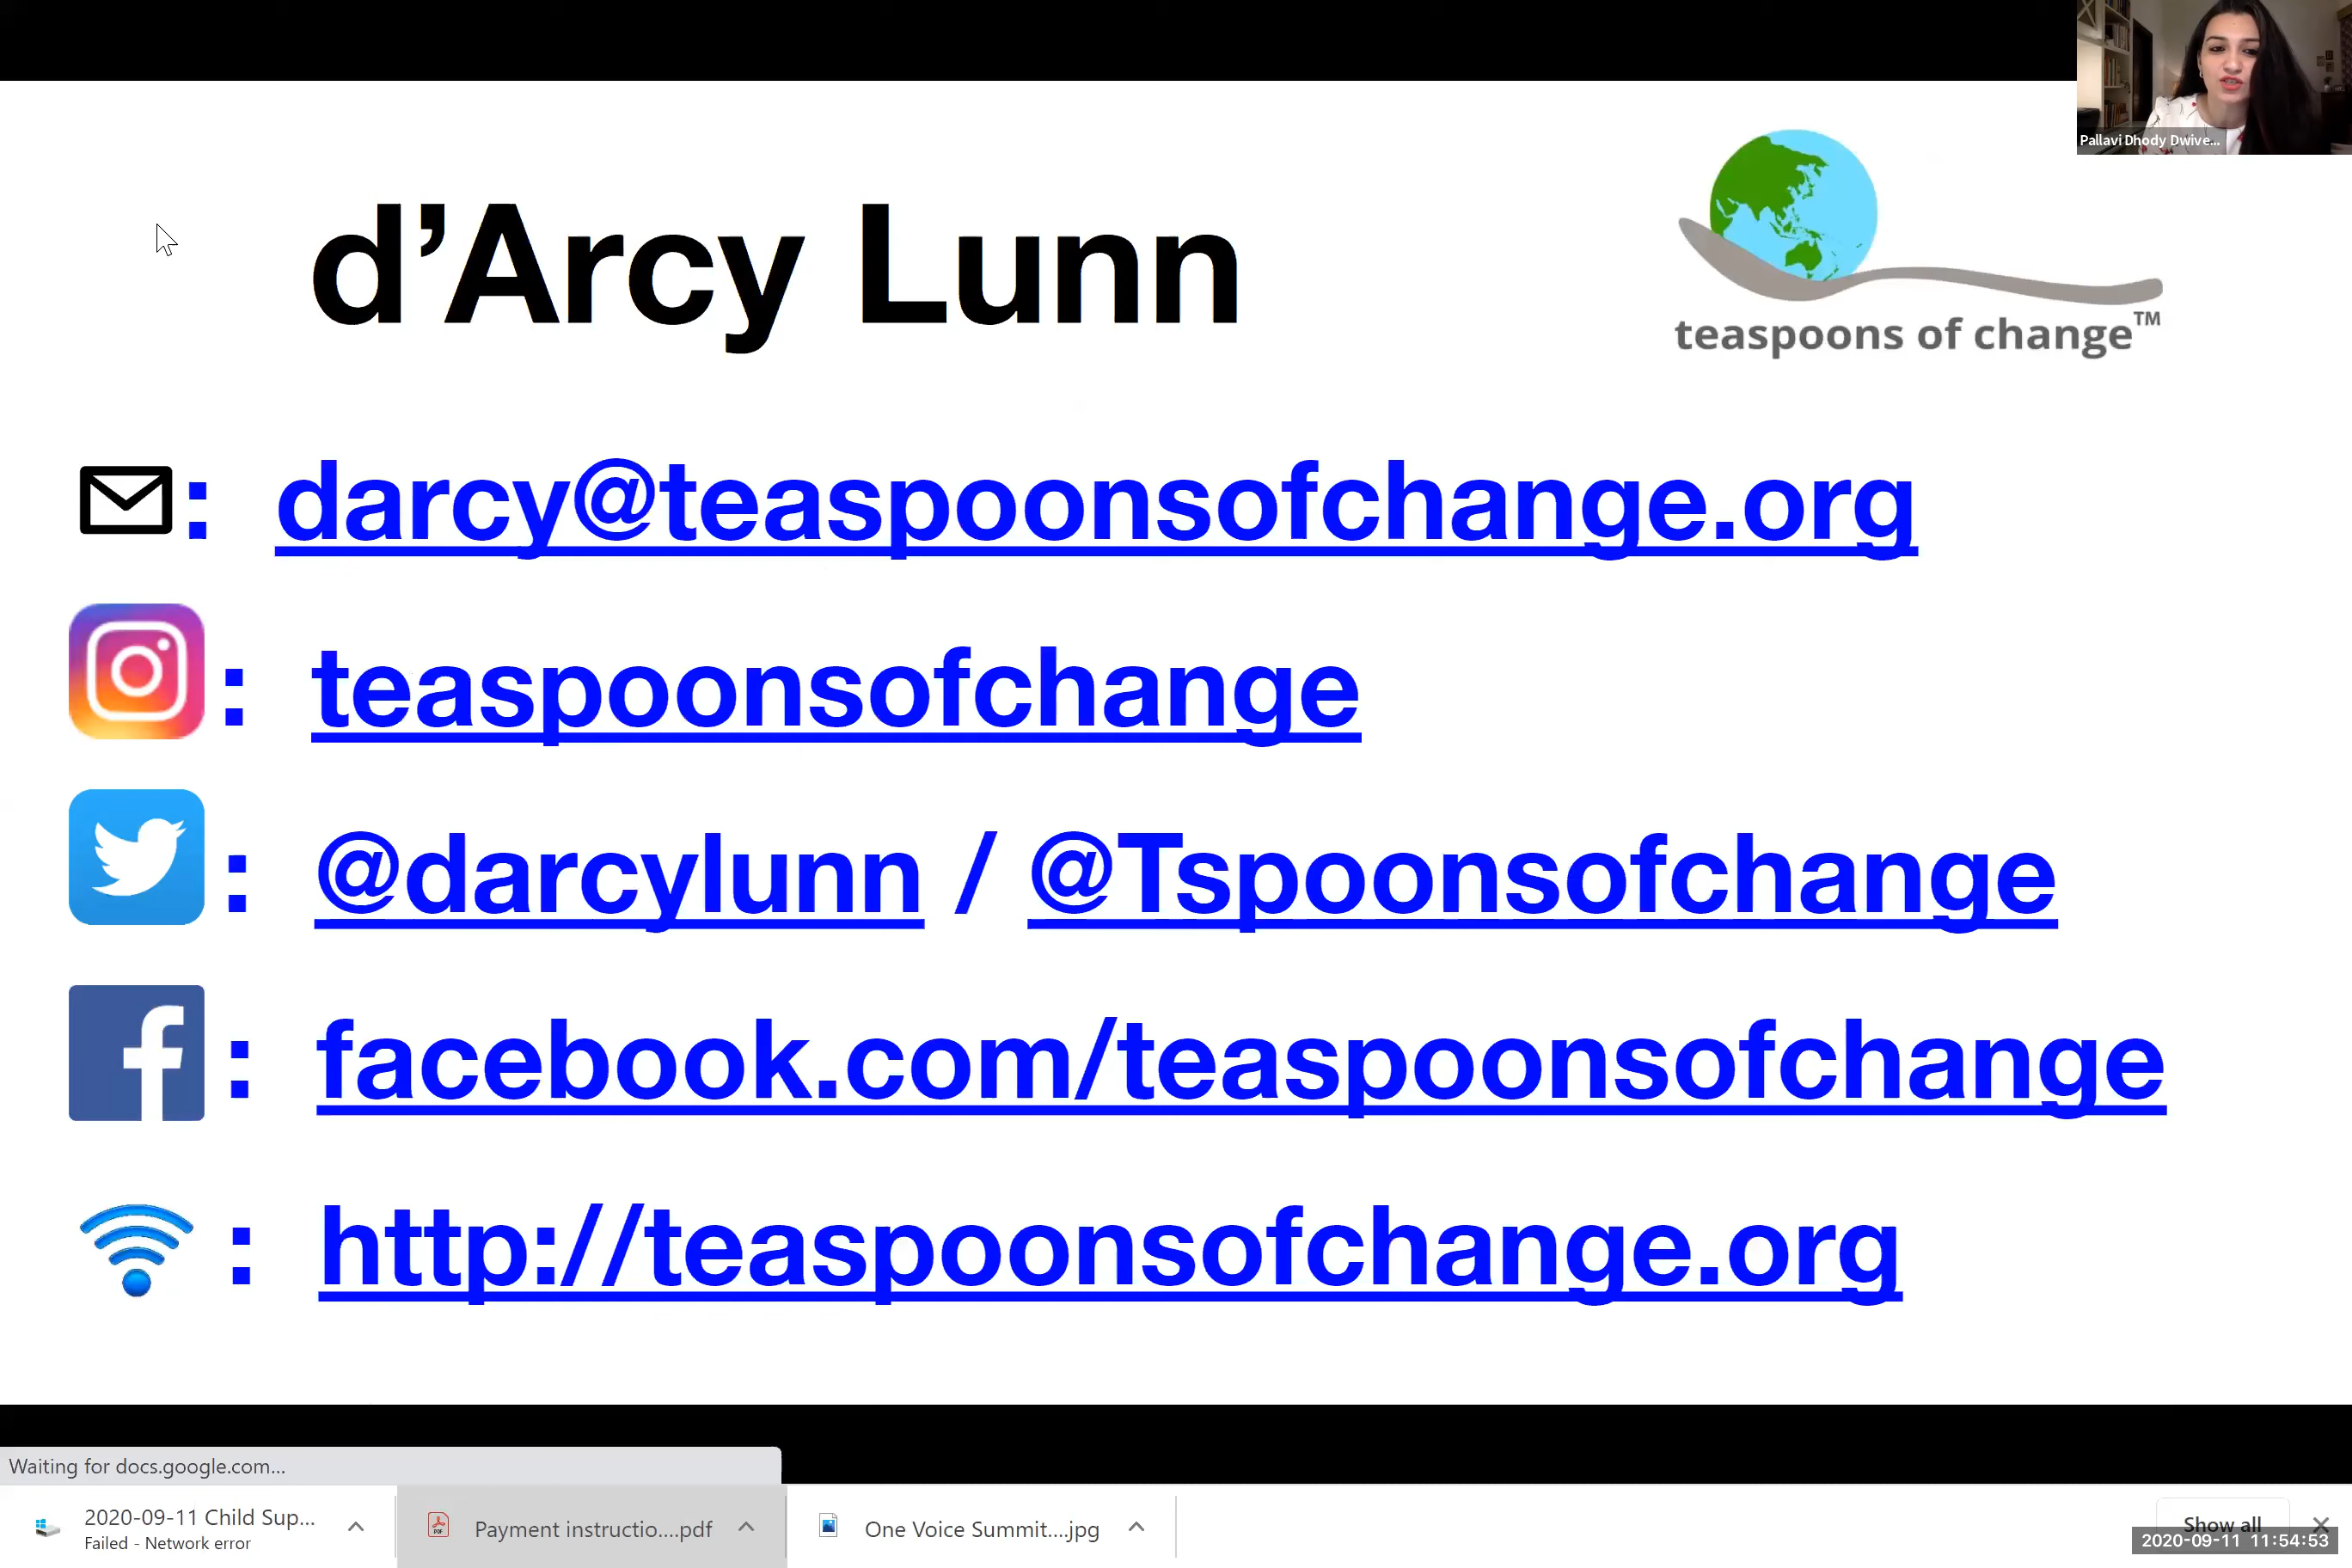 Pallavi Dhody Dwive...
d’Arcy Lunn
teaspoons of change™
: darcy@teaspoonsofchange.org
: teaspoonsofchange
: @darcylunn / @Tspoonsofchange
: facebook.com/teaspoonsofchange
: http://teaspoonsofchange.org
Waiting for docs.google.com...
2020-09-11 Child Sup...
Failed - Network error
Payment instructio....pdf
One Voice Summit....jpg
Show all
2020-09-11 11:54:53